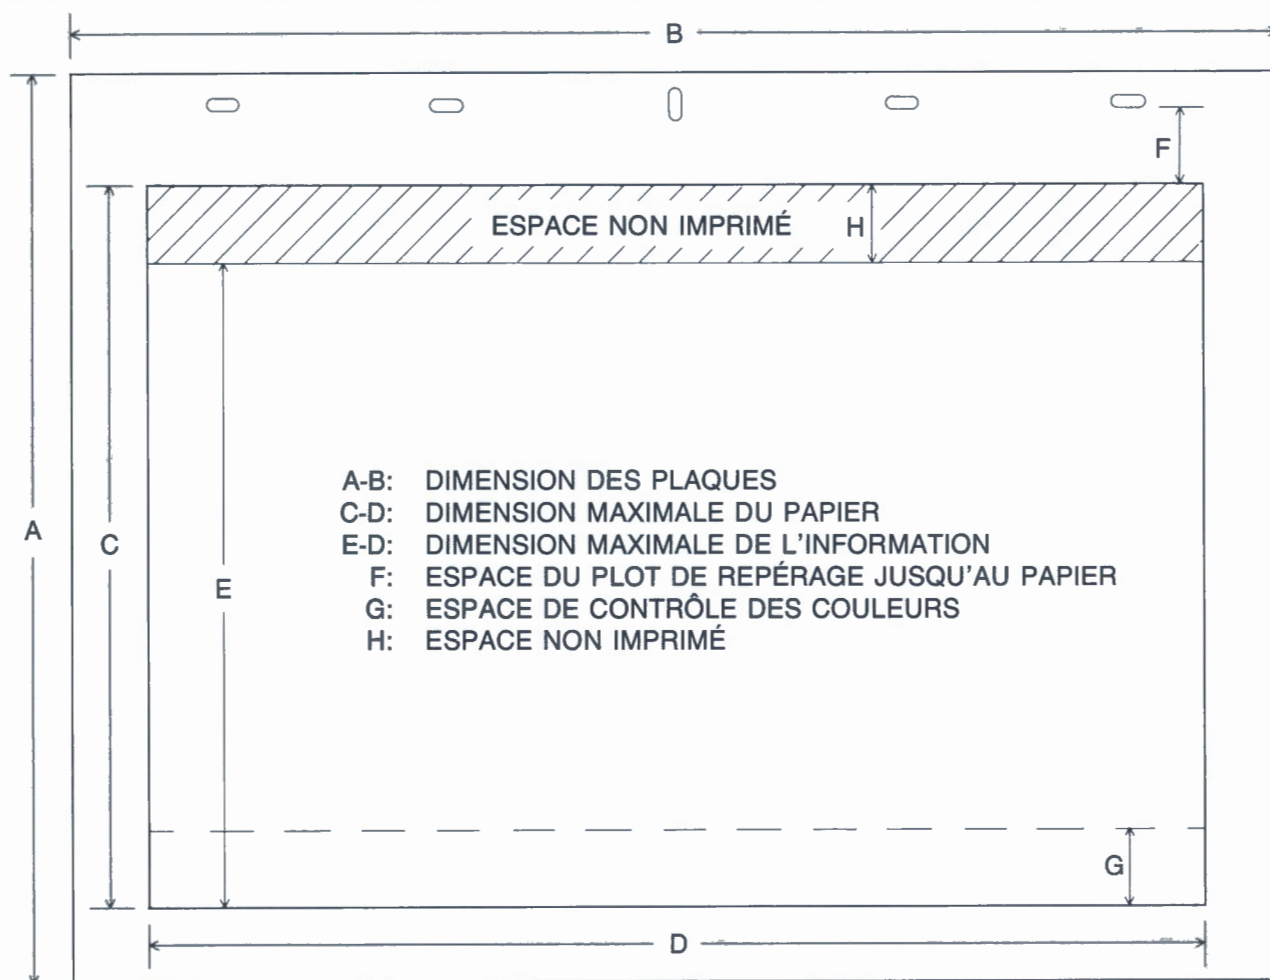 B
F
ESPACE NON IMPRIMÉ H
A-B: DIMENSION DES PLAQUES
C-D: DIMENSION MAXIMALE DU PAPIER
A
C
E-D: DIMENSION MAXIMALE DE L'INFORMATION
E
F: ESPACE DU PLOT DE REPÉRAGE JUSQU'AU PAPIER
G: ESPACE DE CONTRÔLE DES COULEURS
H: ESPACE NON IMPRIMÉ
G
D